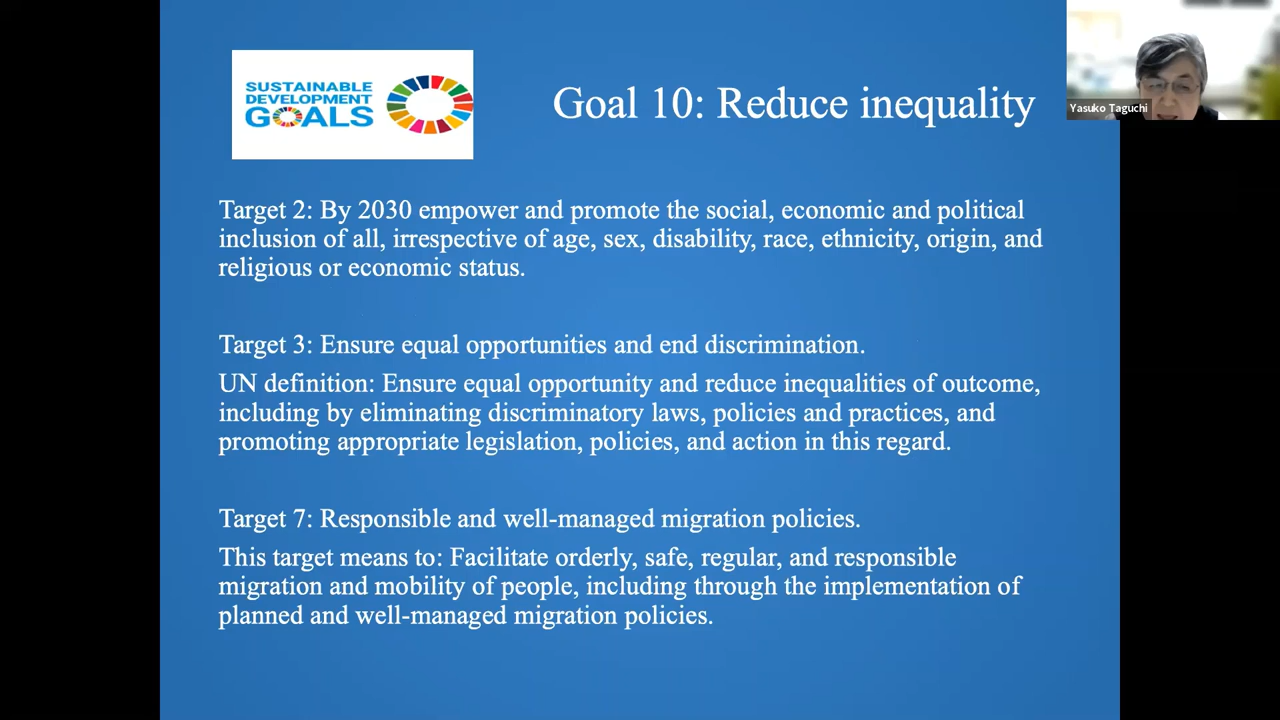 SUSTAINABLE
DEVELOPMENT
GOALS
Goal 10: Reduce inequality
Yasuko Taguchi
Target 2: By 2030 empower and promote the social, economic and political
inclusion of all, irrespective of age, sex, disability, race, ethnicity, origin, and
religious or economic status.
Target 3: Ensure equal opportunities and end discrimination.
UN definition: Ensure equal opportunity and reduce inequalities of outcome,
including by eliminating discriminatory laws, policies and practices, and
promoting appropriate legislation, policies, and action in this regard.
Target 7: Responsible and well-managed migration policies.
This target means to: Facilitate orderly, safe, regular, and responsible
migration and mobility of people, including through the implementation of
planned and well-managed migration policies.